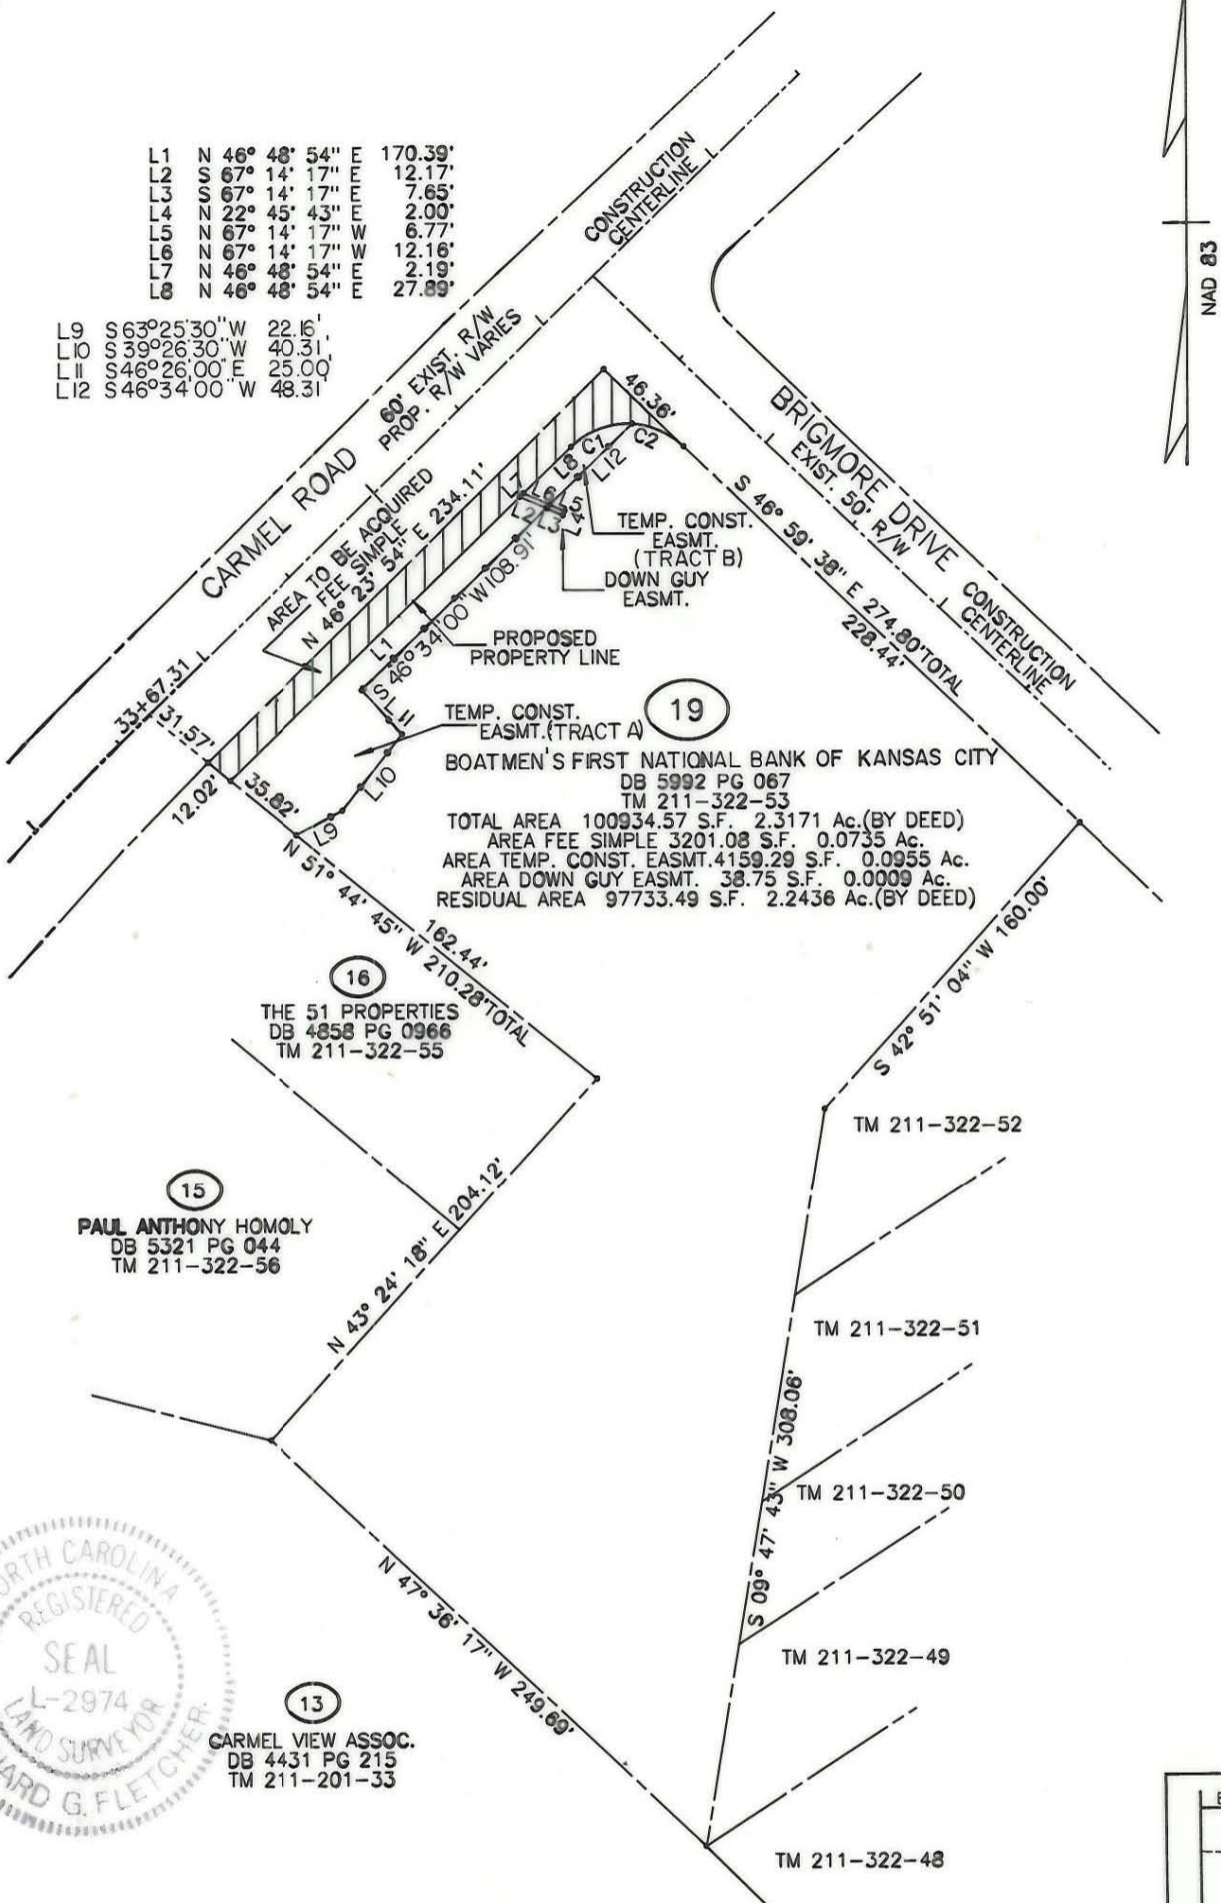 L1 N 46° 48' 54" E 170.39'
L2 S 67° 14' 17" E 12.17'
L3 S 67° 14' 17" E 7.65'
L4 N 22° 45' 43" E 2.00'
L5 N 67° 14' 17" W 6.77'
L6 N 67° 14' 17" W 12.16'
L7 N 46° 48' 54" E 2.19'
L8 N 46° 48' 54" E 27.89'
L9 S63°25'30"W 22.16'
L10 S39°26'30"W 40.31'
L11 S46°26'00"E 25.00'
L12 S46°34'00"W 48.31'
CONSTRUCTION
CENTERLINE
NAD 83
60' EXIST. R/W
PROP. R/W VARIES
CARMEL ROAD
46.36'
BRIGMORE DRIVE
EXIST. 50' R/W
CONSTRUCTION
CENTERLINE
AREA TO BE ACQUIRED
FEE SIMPLE
N 46° 23' 54" E 234.11'
L7
L8
C1
C2
L12
L6
L5
L2
L3
L4
TEMP. CONST.
EASMT.
(TRACT B)
DOWN GUY
EASMT.
S 46° 59' 38" E 274.80'TOTAL
228.44'
S 46°34'00"W108.91'
L1
PROPOSED
PROPERTY LINE
33+67.31
31.57'
12.02'
35.82'
L11
L10
L9
TEMP. CONST.
EASMT.(TRACT A)
19
BOATMEN'S FIRST NATIONAL BANK OF KANSAS CITY
DB 5992 PG 067
TM 211-322-53
TOTAL AREA 100934.57 S.F. 2.3171 Ac.(BY DEED)
AREA FEE SIMPLE 3201.08 S.F. 0.0735 Ac.
AREA TEMP. CONST. EASMT.4159.29 S.F. 0.0955 Ac.
AREA DOWN GUY EASMT. 38.75 S.F. 0.0009 Ac.
RESIDUAL AREA 97733.49 S.F. 2.2436 Ac.(BY DEED)
N 51° 44' 45" W 210.28'TOTAL
162.44'
16
THE 51 PROPERTIES
DB 4858 PG 0966
TM 211-322-55
S 42° 51' 04" W 160.00'
TM 211-322-52
15
PAUL ANTHONY HOMOLY
DB 5321 PG 044
TM 211-322-56
N 43° 24' 18" E 204.12'
TM 211-322-51
S 09° 47' 43" W 308.06'
TM 211-322-50
TM 211-322-49
N 47° 36' 17" W 249.69'
ORTH CAROLINA
REGISTERED
SEAL
L-2974
LAND SURVEYOR
ARD G. FLETCHER
13
CARMEL VIEW ASSOC.
DB 4431 PG 215
TM 211-201-33
TM 211-322-48